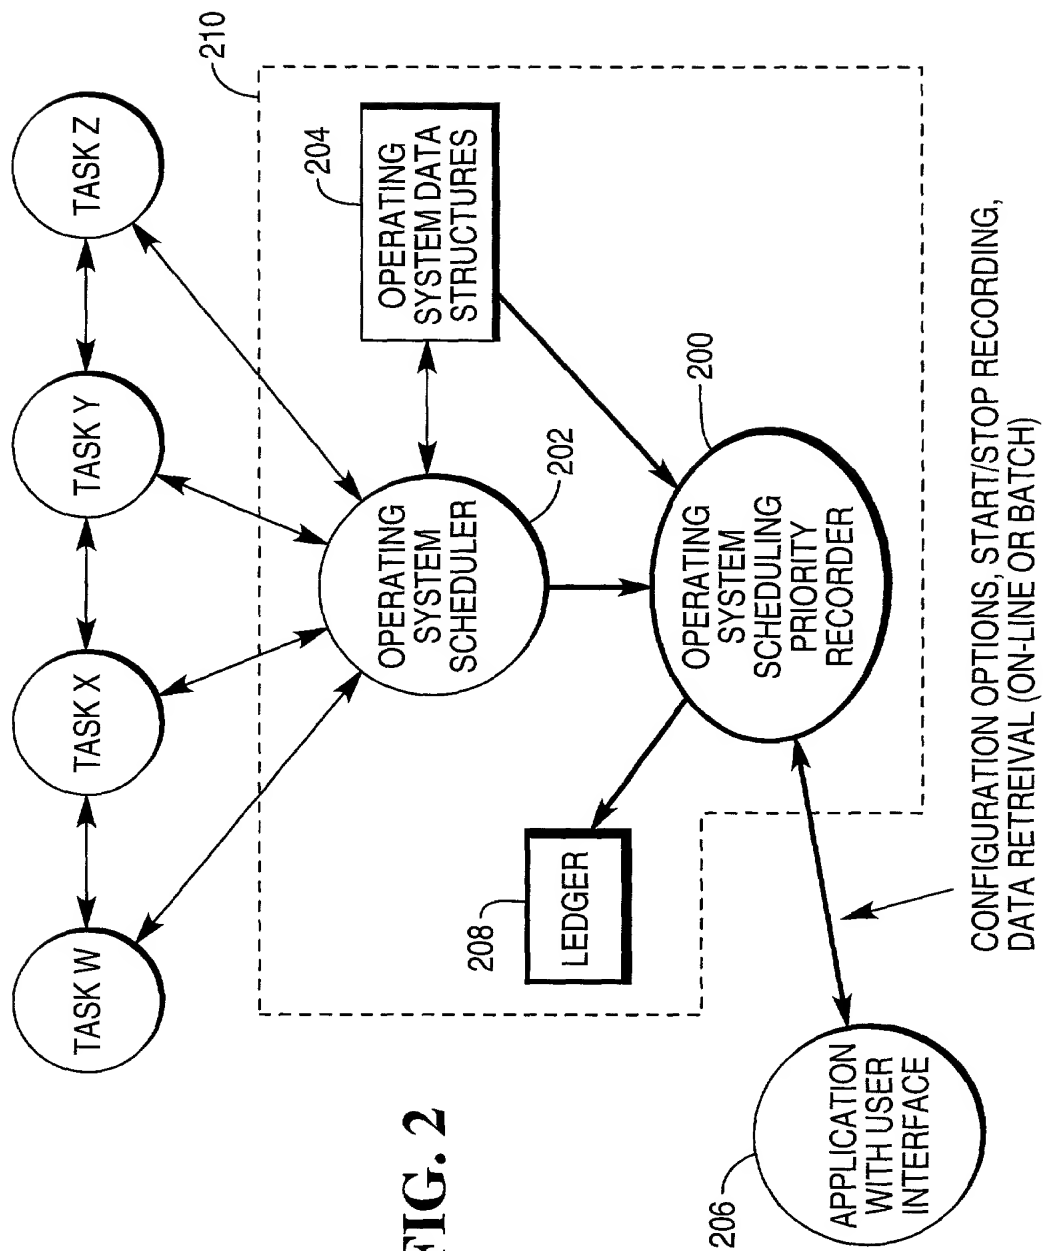 TASK W
TASK X
TASK Y
TASK Z
210
OPERATING
SYSTEM
SCHEDULER
202
204
OPERATING
SYSTEM DATA
STRUCTURES
208
LEDGER
200
OPERATING
SYSTEM
SCHEDULING
PRIORITY
RECORDER
206
APPLICATION
WITH USER
INTERFACE
CONFIGURATION OPTIONS, START/STOP RECORDING,
DATA RETREIVAL (ON-LINE OR BATCH)
FIG. 2